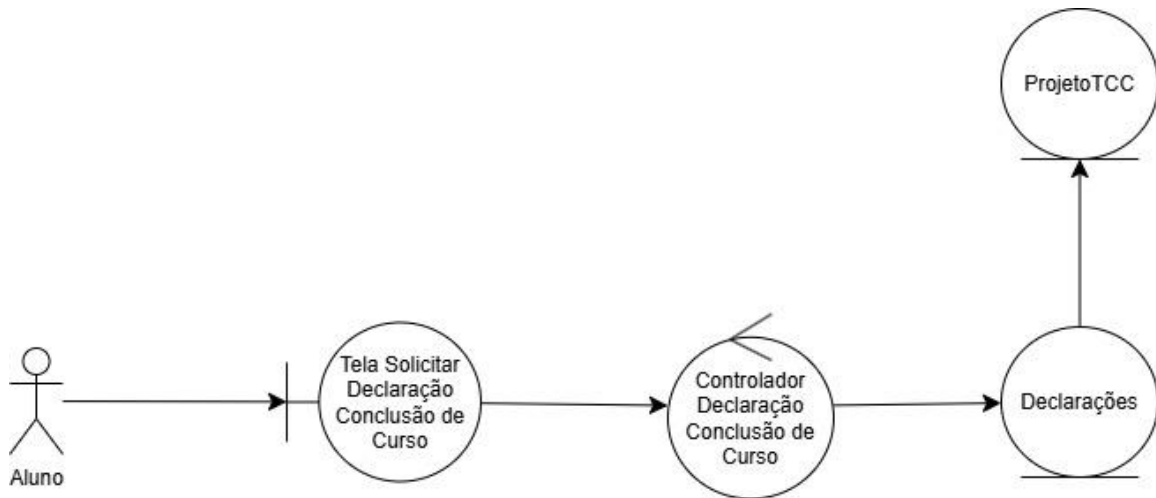 ProjetoTCC
Tela Solicitar
Declaração
Conclusão de
Curso
Controlador
Declaração
Conclusão de
Curso
Declarações
Aluno